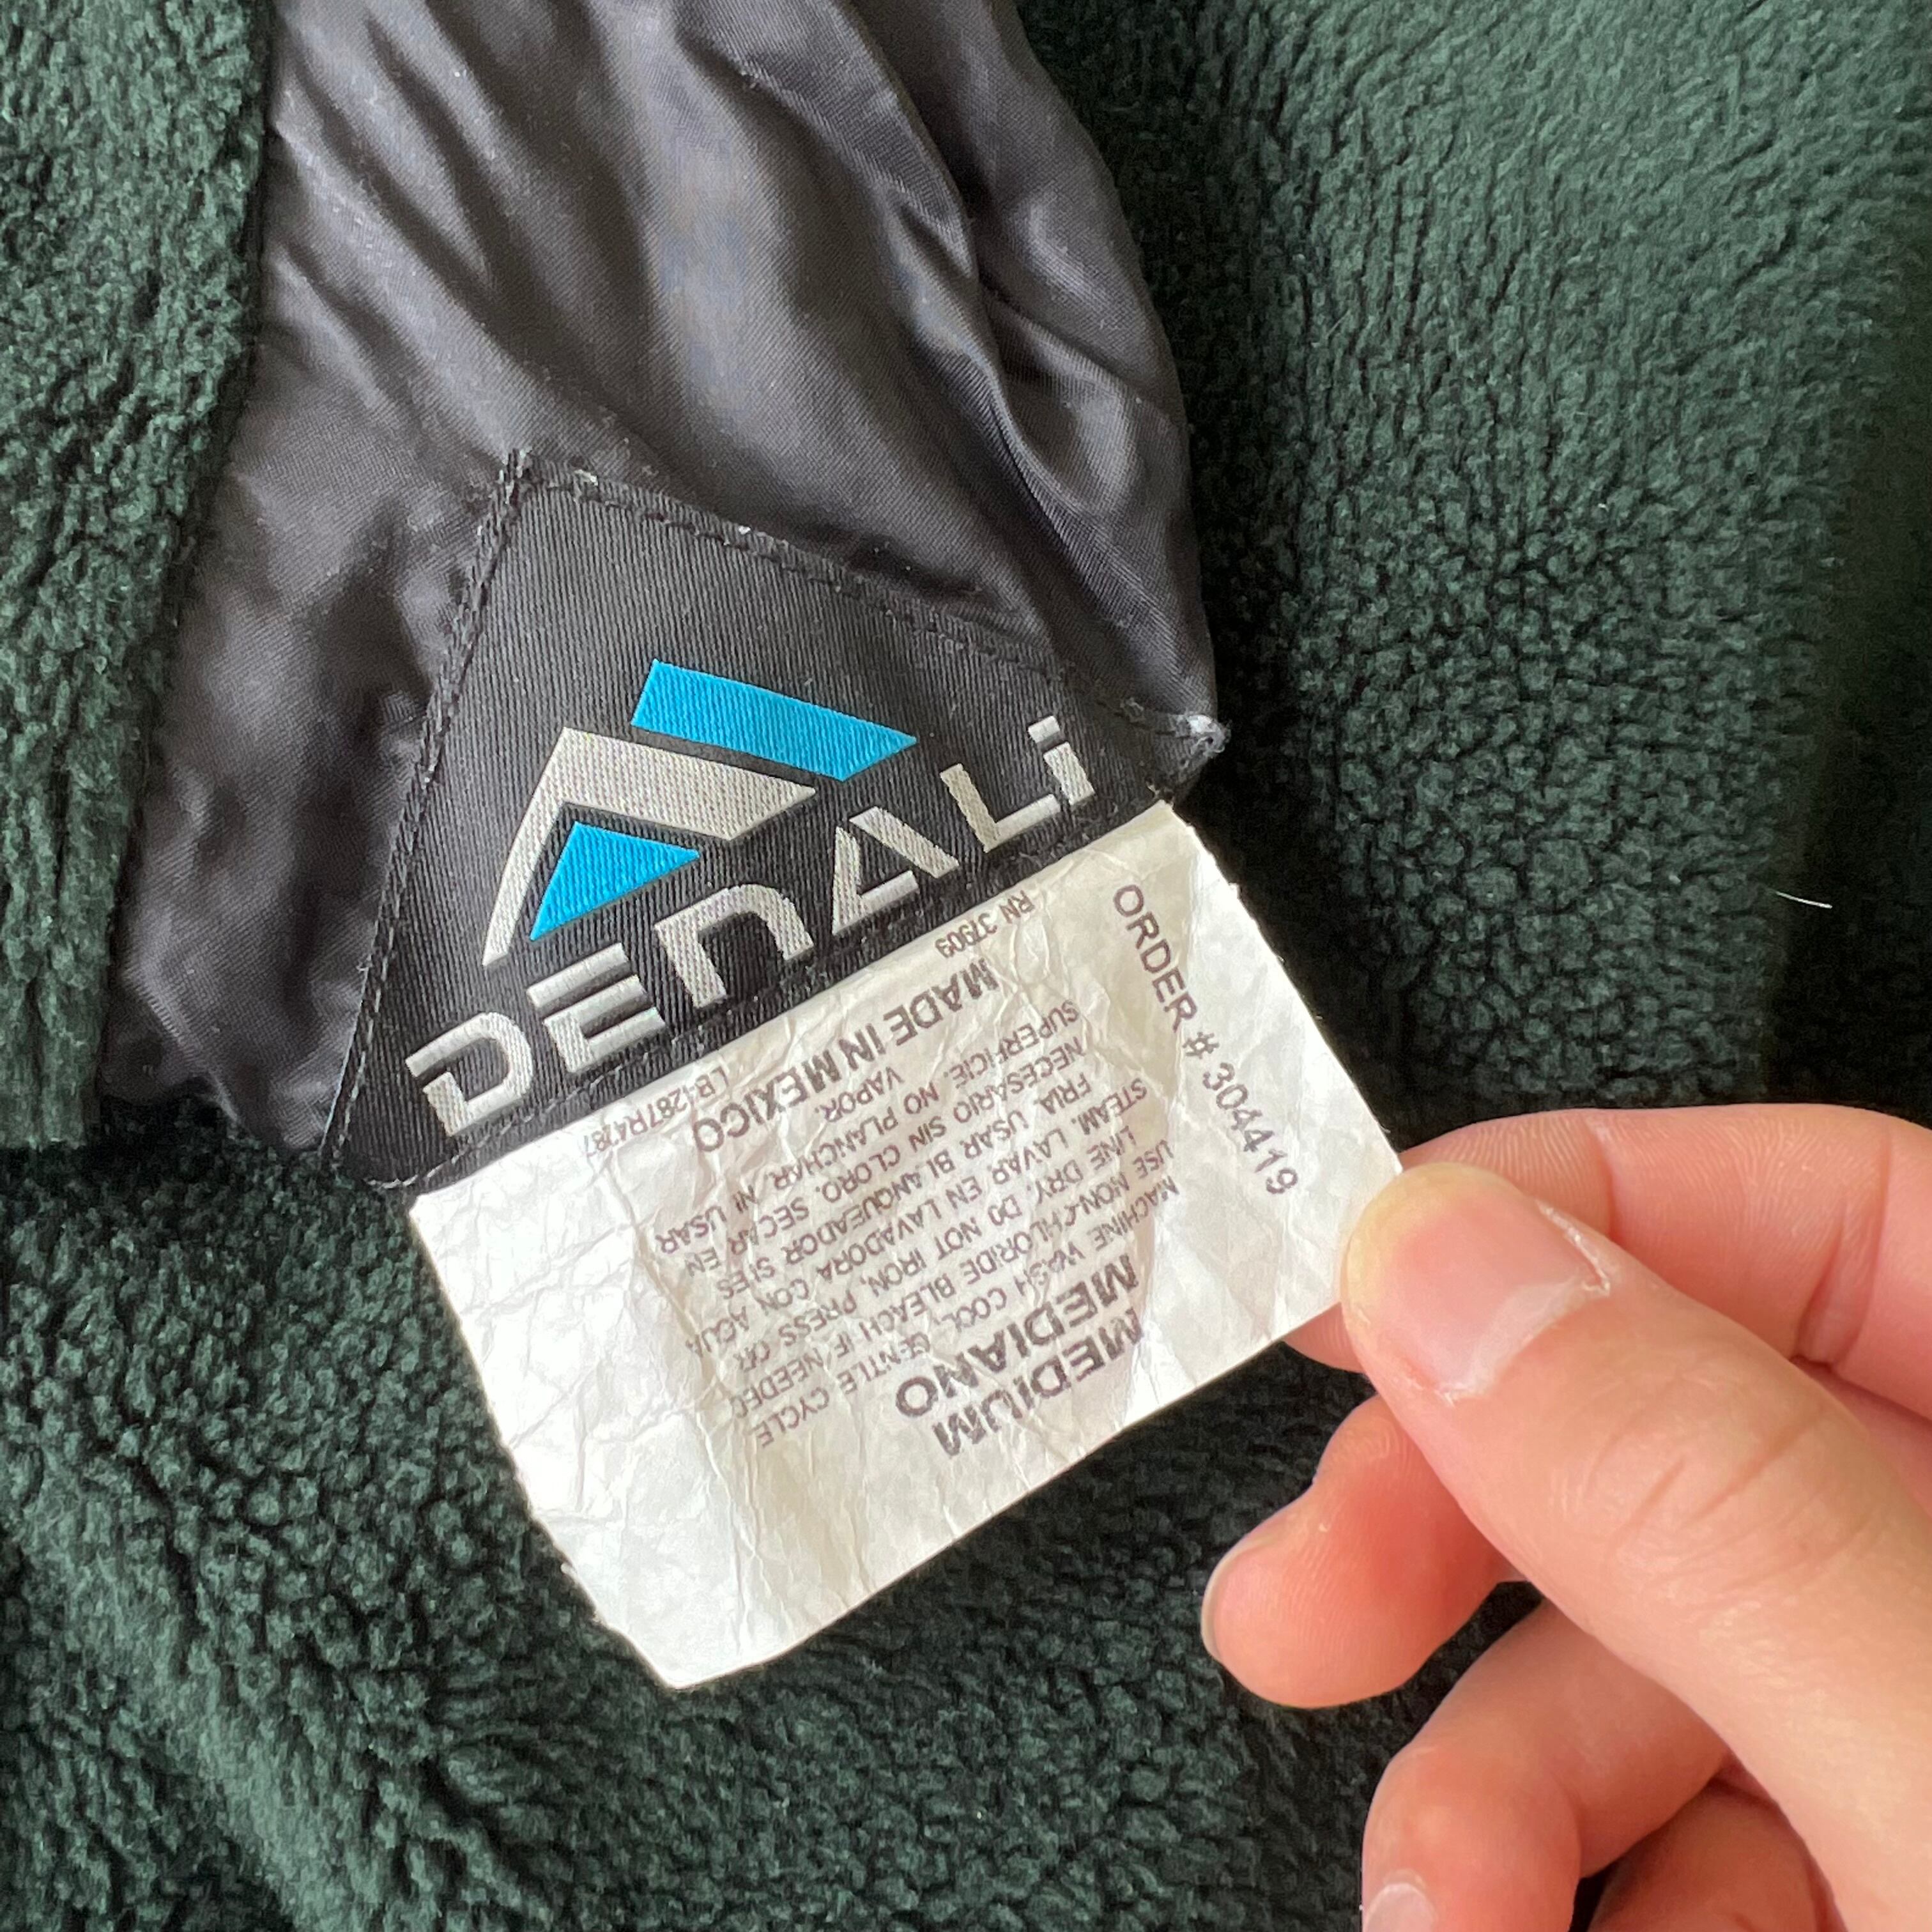 DENALi
MEDIUM
MEDIANO
MACHINE WASH COOL, GENTLE CYCLE
USE NON-CHLORIDE BLEACH IF NEEDED
LINE DRY. DO NOT IRON, PRESS OR
STEAM. LAVAR EN LAVADORA CON AGUA
FRIA. USAR BLANQUEADOR SI ES
NECESARIO SIN CLORO. SECAR EN
SUPERFICIE. NO PLANCHAR, NI USAR
VAPOR.
MADE IN MEXICO
RN 37909 LB4287R4287
ORDER # 304419